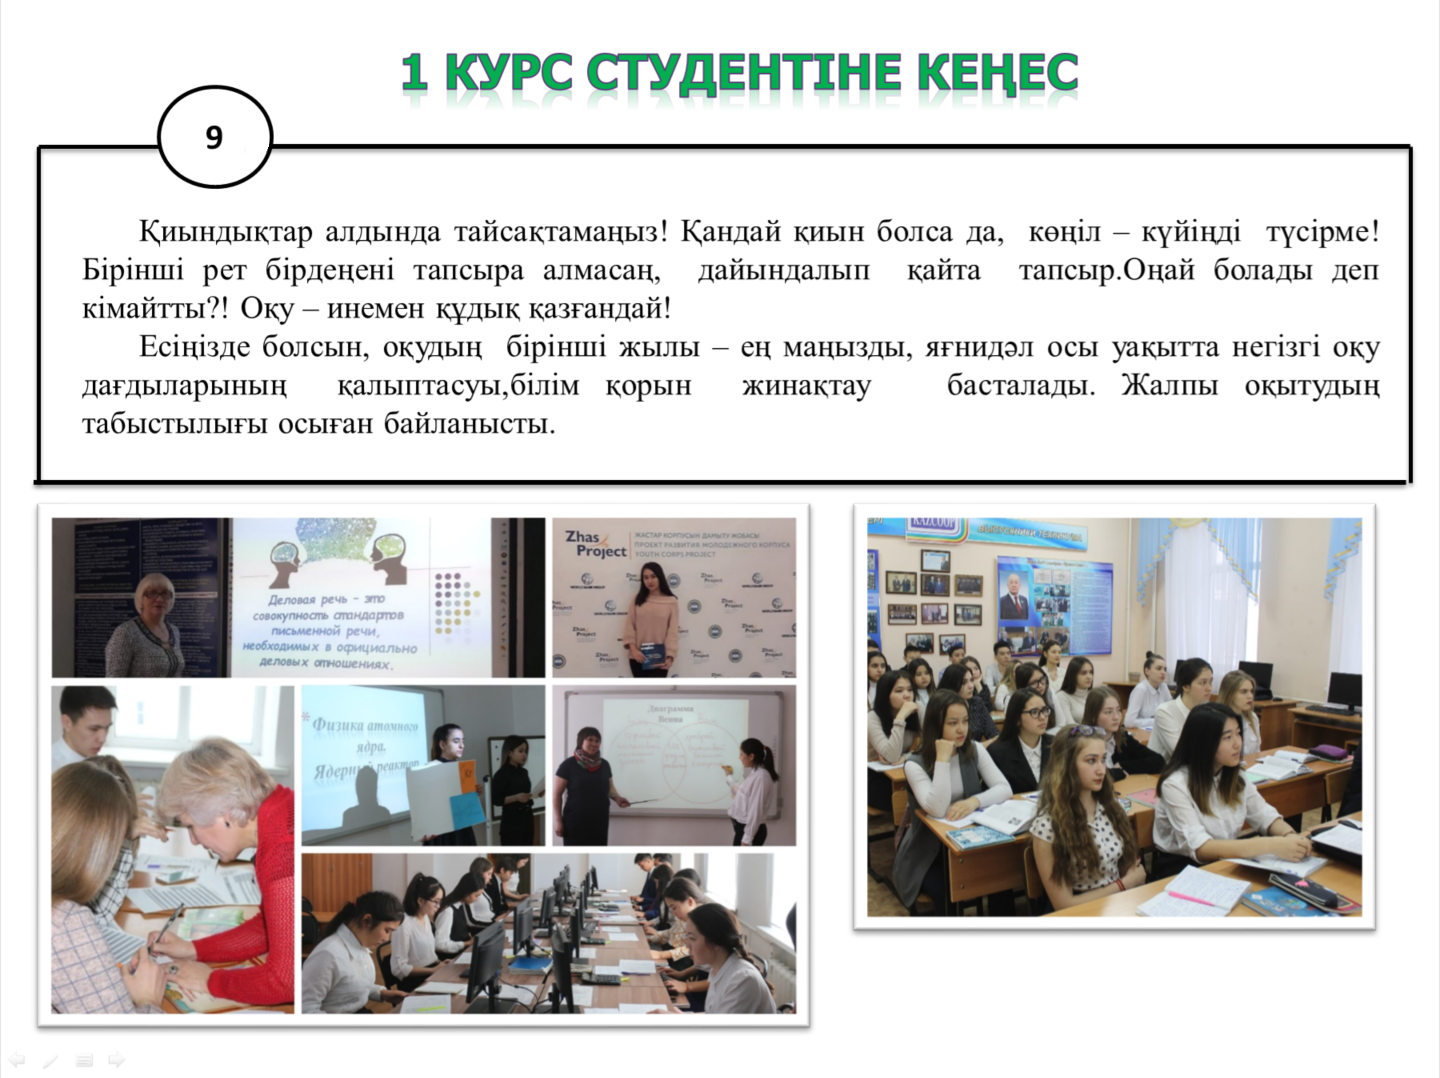 1 КУРС СТУДЕНТІНЕ КЕҢЕС
9
Қиындықтар алдында тайсақтамаңыз! Қандай қиын болса да, көңіл – күйіңді түсірме!
Бірінші рет бірдеңені тапсыра алмасаң, дайындалып қайта тапсыр.Оңай болады деп
кімайтты?! Оқу – инемен құдық қазғандай!
Есіңізде болсын, оқудың бірінші жылы – ең маңызды, яғнидәл осы уақытта негізгі оқу
дағдыларының қалыптасуы,білім қорын жинақтау басталады. Жалпы оқытудың
табыстылығы осыған байланысты.
Деловая речь – это
совокупность стандартов
письменной речи,
необходимых в официально
деловых отношениях.
Zhas
Project
ЖАСТАР КОРПУСЫН ДАМЫТУ ЖОБАСЫ
ПРОЕКТ РАЗВИТИЯ МОЛОДЕЖНОГО КОРПУСА
YOUTH CORPS PROJECT
Физика атомного
ядра.
Ядерный реактор
Диаграмма
Венна
KAZCOOP